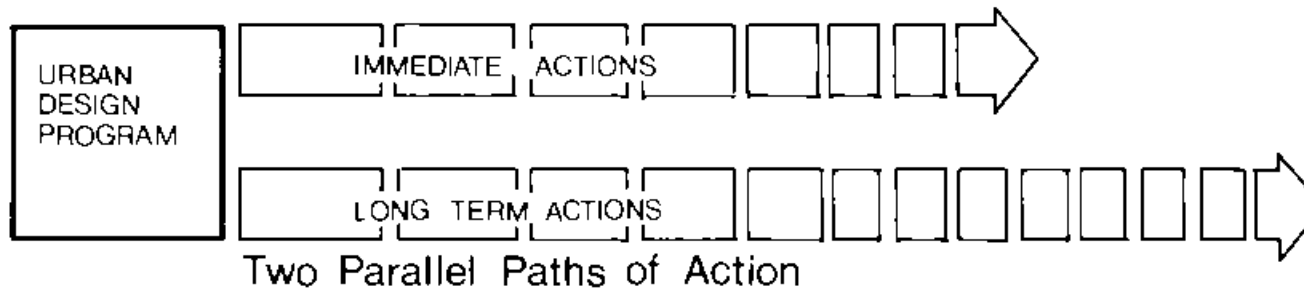 URBAN
DESIGN
PROGRAM
IMMEDIATE ACTIONS
LONG TERM ACTIONS
Two Parallel Paths of Action